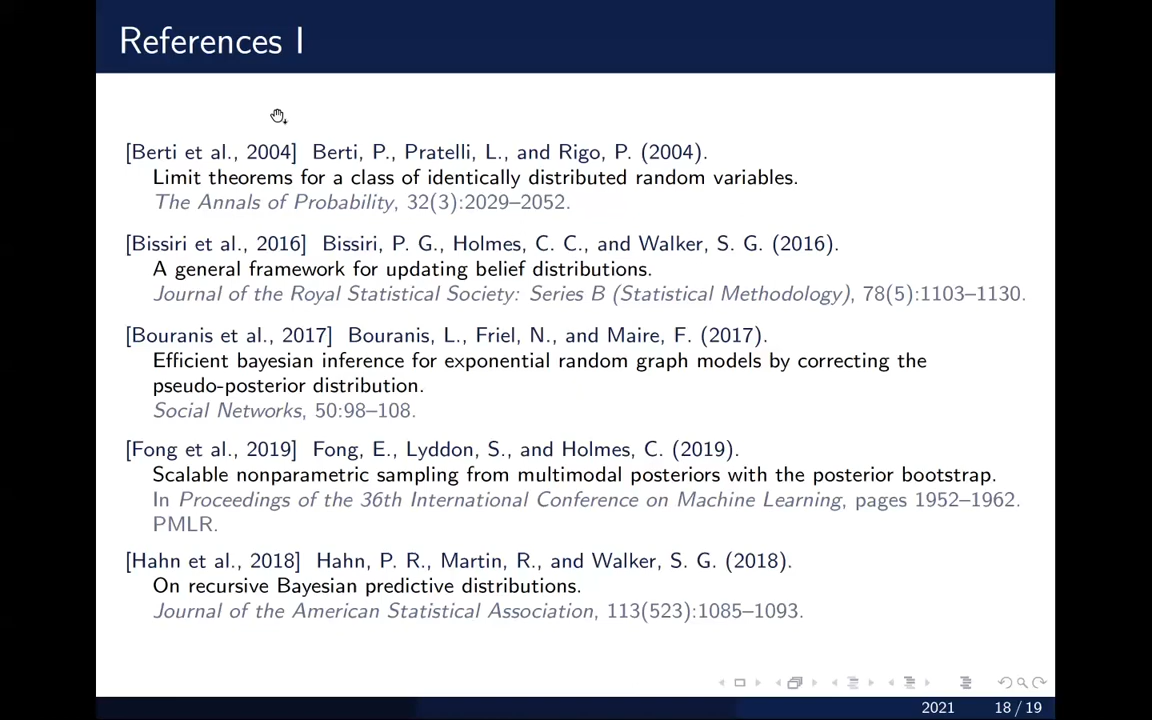 References I
[Berti et al., 2004] Berti, P., Pratelli, L., and Rigo, P. (2004).
Limit theorems for a class of identically distributed random variables.
The Annals of Probability, 32(3):2029–2052.
[Bissiri et al., 2016] Bissiri, P. G., Holmes, C. C., and Walker, S. G. (2016).
A general framework for updating belief distributions.
Journal of the Royal Statistical Society: Series B (Statistical Methodology), 78(5):1103–1130.
[Bouranis et al., 2017] Bouranis, L., Friel, N., and Maire, F. (2017).
Efficient bayesian inference for exponential random graph models by correcting the
pseudo-posterior distribution.
Social Networks, 50:98–108.
[Fong et al., 2019] Fong, E., Lyddon, S., and Holmes, C. (2019).
Scalable nonparametric sampling from multimodal posteriors with the posterior bootstrap.
In Proceedings of the 36th International Conference on Machine Learning, pages 1952–1962.
PMLR.
[Hahn et al., 2018] Hahn, P. R., Martin, R., and Walker, S. G. (2018).
On recursive Bayesian predictive distributions.
Journal of the American Statistical Association, 113(523):1085–1093.
2021 18 / 19